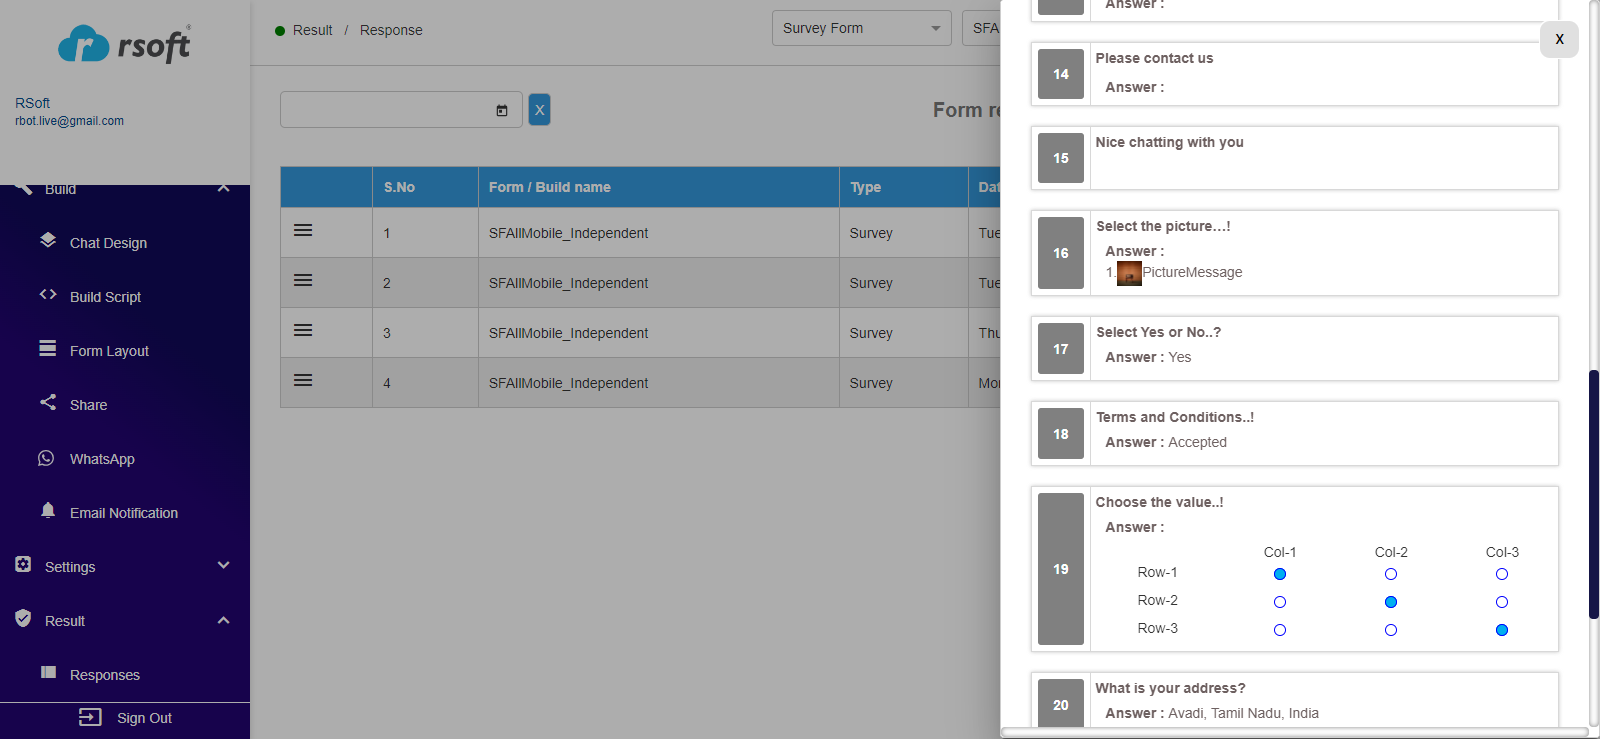 rsoft
®
RSoft
rbot.live@gmail.com
Build
Chat Design
Build Script
Form Layout
Share
WhatsApp
Email Notification
Settings
Result
Responses
Sign Out
Result / Response
Survey Form
SFA
X
Form re
S.No Form / Build name Type Dat
1 SFAllMobile_Independent Survey Tue
2 SFAllMobile_Independent Survey Tue
3 SFAllMobile_Independent Survey Thu
4 SFAllMobile_Independent Survey Mon
X
Answer :
14 Please contact us
Answer :
15 Nice chatting with you
16 Select the picture...!
Answer :
1. PictureMessage
17 Select Yes or No..?
Answer : Yes
18 Terms and Conditions..!
Answer : Accepted
19 Choose the value..!
Answer :
Col-1 Col-2 Col-3
Row-1
Row-2
Row-3
20 What is your address?
Answer : Avadi, Tamil Nadu, India